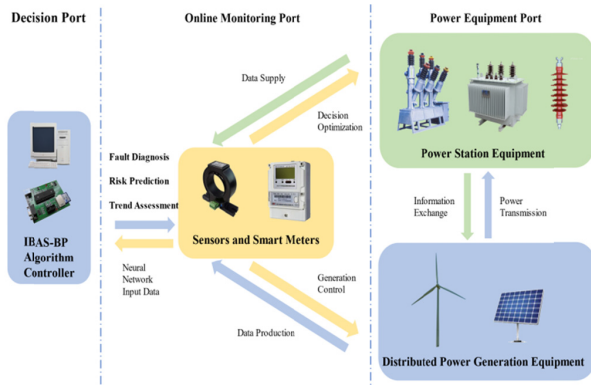 Decision Port
Online Monitoring Port
Power Equipment Port
Data Supply
Decision
Optimization
Power Station Equipment
Fault Diagnosis
Risk Prediction
Trend Assessment
IBAS-BP
Algorithm
Controller
Sensors and Smart Meters
Neural
Network
Input Data
Information
Exchange
Power
Transmission
Generation
Control
Data Production
Distributed Power Generation Equipment